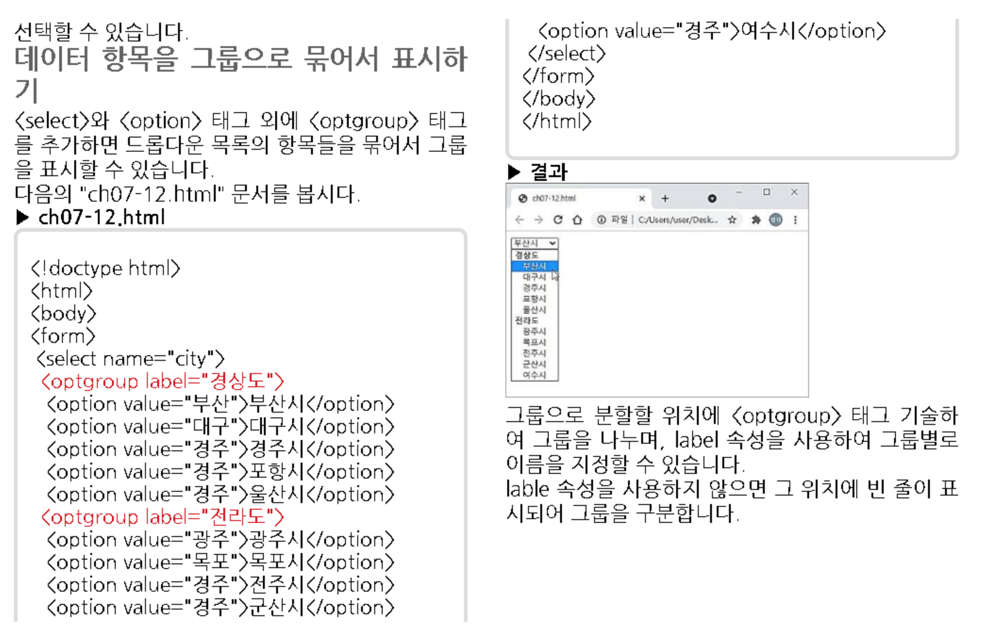 선택할 수 있습니다.
데이터 항목을 그룹으로 묶어서 표시하
기
<select>와 <option> 태그 외에 <optgroup> 태그
를 추가하면 드롭다운 목록의 항목들을 묶어서 그룹
을 표시할 수 있습니다.
다음의 "ch07-12.html" 문서를 봅시다.
▶ ch07-12.html
<!doctype html>
<html>
<body>
<form>
<select name="city">
<optgroup label="경상도">
<option value="부산">부산시</option>
<option value="대구">대구시</option>
<option value="경주">경주시</option>
<option value="경주">포항시</option>
<option value="경주">울산시</option>
<optgroup label="전라도">
<option value="광주">광주시</option>
<option value="목포">목포시</option>
<option value="경주">전주시</option>
<option value="경주">군산시</option>
<option value="경주">여수시</option>
</select>
</form>
</body>
</html>
▶ 결과
ch07-12.html
파일 | C:/Users/user/Desk...
부산시
경상도
부산시
대구시
경주시
포항시
울산시
전라도
광주시
목포시
전주시
군산시
여수시
그룹으로 분할할 위치에 <optgroup> 태그 기술하
여 그룹을 나누며, label 속성을 사용하여 그룹별로
이름을 지정할 수 있습니다.
lable 속성을 사용하지 않으면 그 위치에 빈 줄이 표
시되어 그룹을 구분합니다.